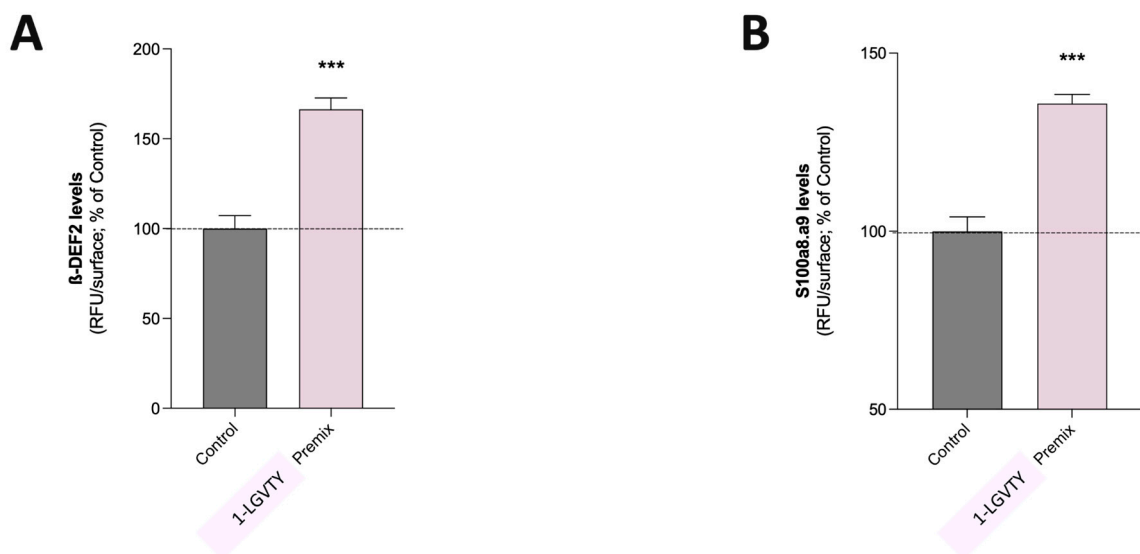 A
200
150
100
50
0
ß-DEF2 levels
(RFU/surface; % of Control)
***
Control
Premix
1-LGVTY
B
150
100
50
S100a8.a9 levels
(RFU/surface; % of Control)
***
Control
Premix
1-LGVTY